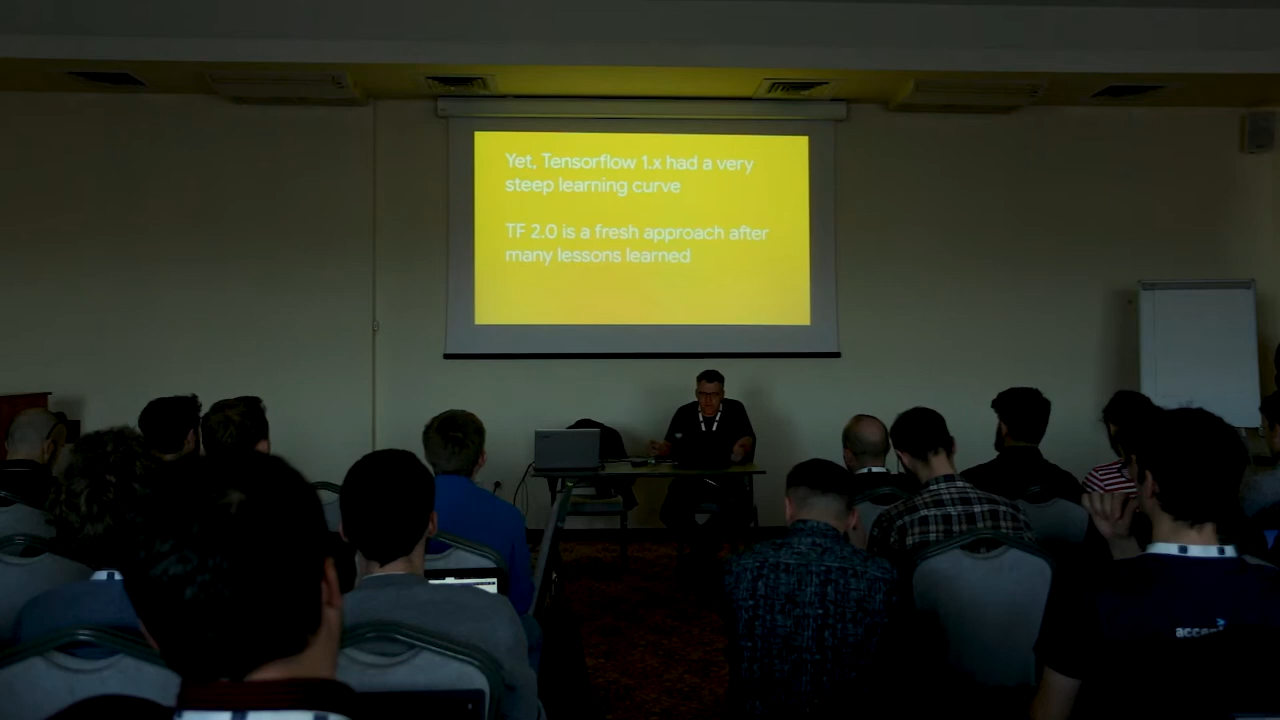 Yet, Tensorflow 1.x had a very
steep learning curve
TF 2.0 is a fresh approach after
many lessons learned